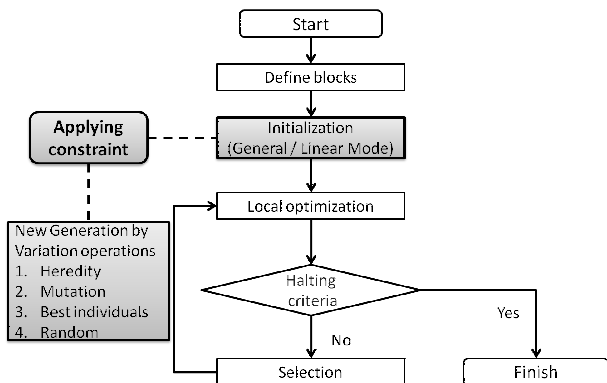 Start
Define blocks
Applying
constraint
Initialization
(General / Linear Mode)
Local optimization
New Generation by
Variation operations
1. Heredity
2. Mutation
3. Best individuals
4. Random
Halting
criteria
Yes
No
Selection
Finish